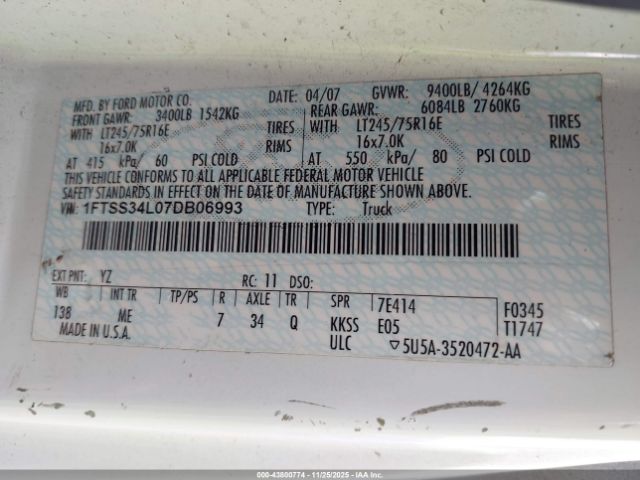 MFD. BY FORD MOTOR CO. DATE: 04/07 GVWR: 9400LB/ 4264KG
FRONT GAWR: 3400LB 1542KG REAR GAWR: 6084LB 2760KG
WITH LT245/75R16E TIRES WITH LT245/75R16E TIRES
16x7.0K RIMS 16x7.0K RIMS
AT 415 kPa/ 60 PSI COLD AT 550 kPa/ 80 PSI COLD
THIS VEHICLE CONFORMS TO ALL APPLICABLE FEDERAL MOTOR VEHICLE
SAFETY STANDARDS IN EFFECT ON THE DATE OF MANUFACTURE SHOWN ABOVE.
VIN: 1FTSS34L07DB06993 TYPE: Truck
EXT PNT: YZ RC: 11 DSO:
WB INT TR TP/PS R AXLE TR SPR 7E414 F0345
138 ME 7 34 Q KKSS E05 T1747
MADE IN U.S.A. ULC ▽5U5A-3520472-AA
000-43800774 - 11/25/2025 - IAA, Inc.